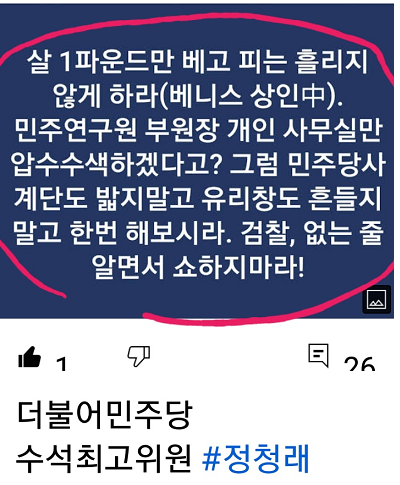 살 1파운드만 베고 피는 흘리지
않게 하라(베니스 상인中).
민주연구원 부원장 개인 사무실만
압수수색하겠다고? 그럼 민주당사
계단도 밟지말고 유리창도 흔들지
말고 한번 해보시라. 검찰, 없는 줄
알면서 쇼하지마라!
1 26
더불어민주당
수석최고위원 #정청래